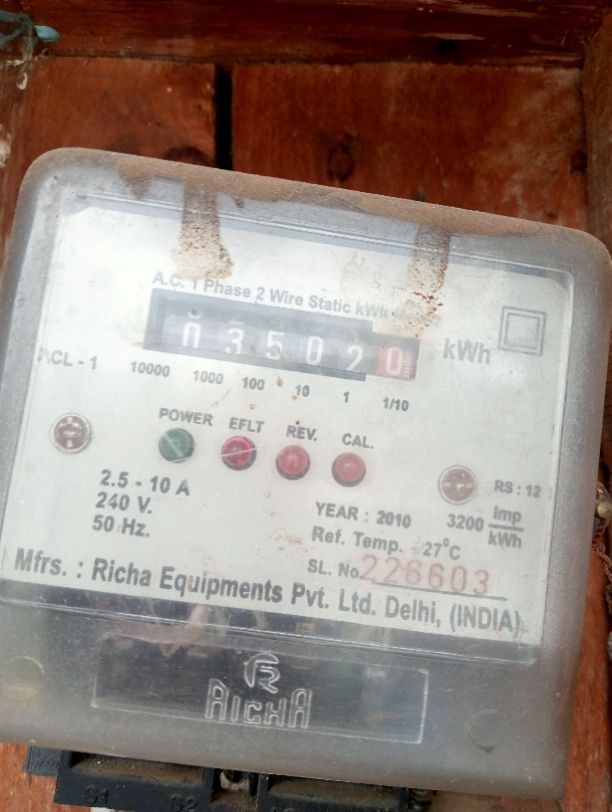 A.C. 1 Phase 2 Wire Static kWh
0 3 5 0 2 0
kWh
ACL - 1
10000 1000 100 10 1 1/10
POWER EFLT REV. CAL.
RS : 12
2.5 - 10 A
240 V.
50 Hz.
YEAR : 2010
3200 Imp/kWh
Ref. Temp. 27°C
SL. No 226603
Mfrs. : Richa Equipments Pvt. Ltd. Delhi, (INDIA)
RICHA
S1 S2